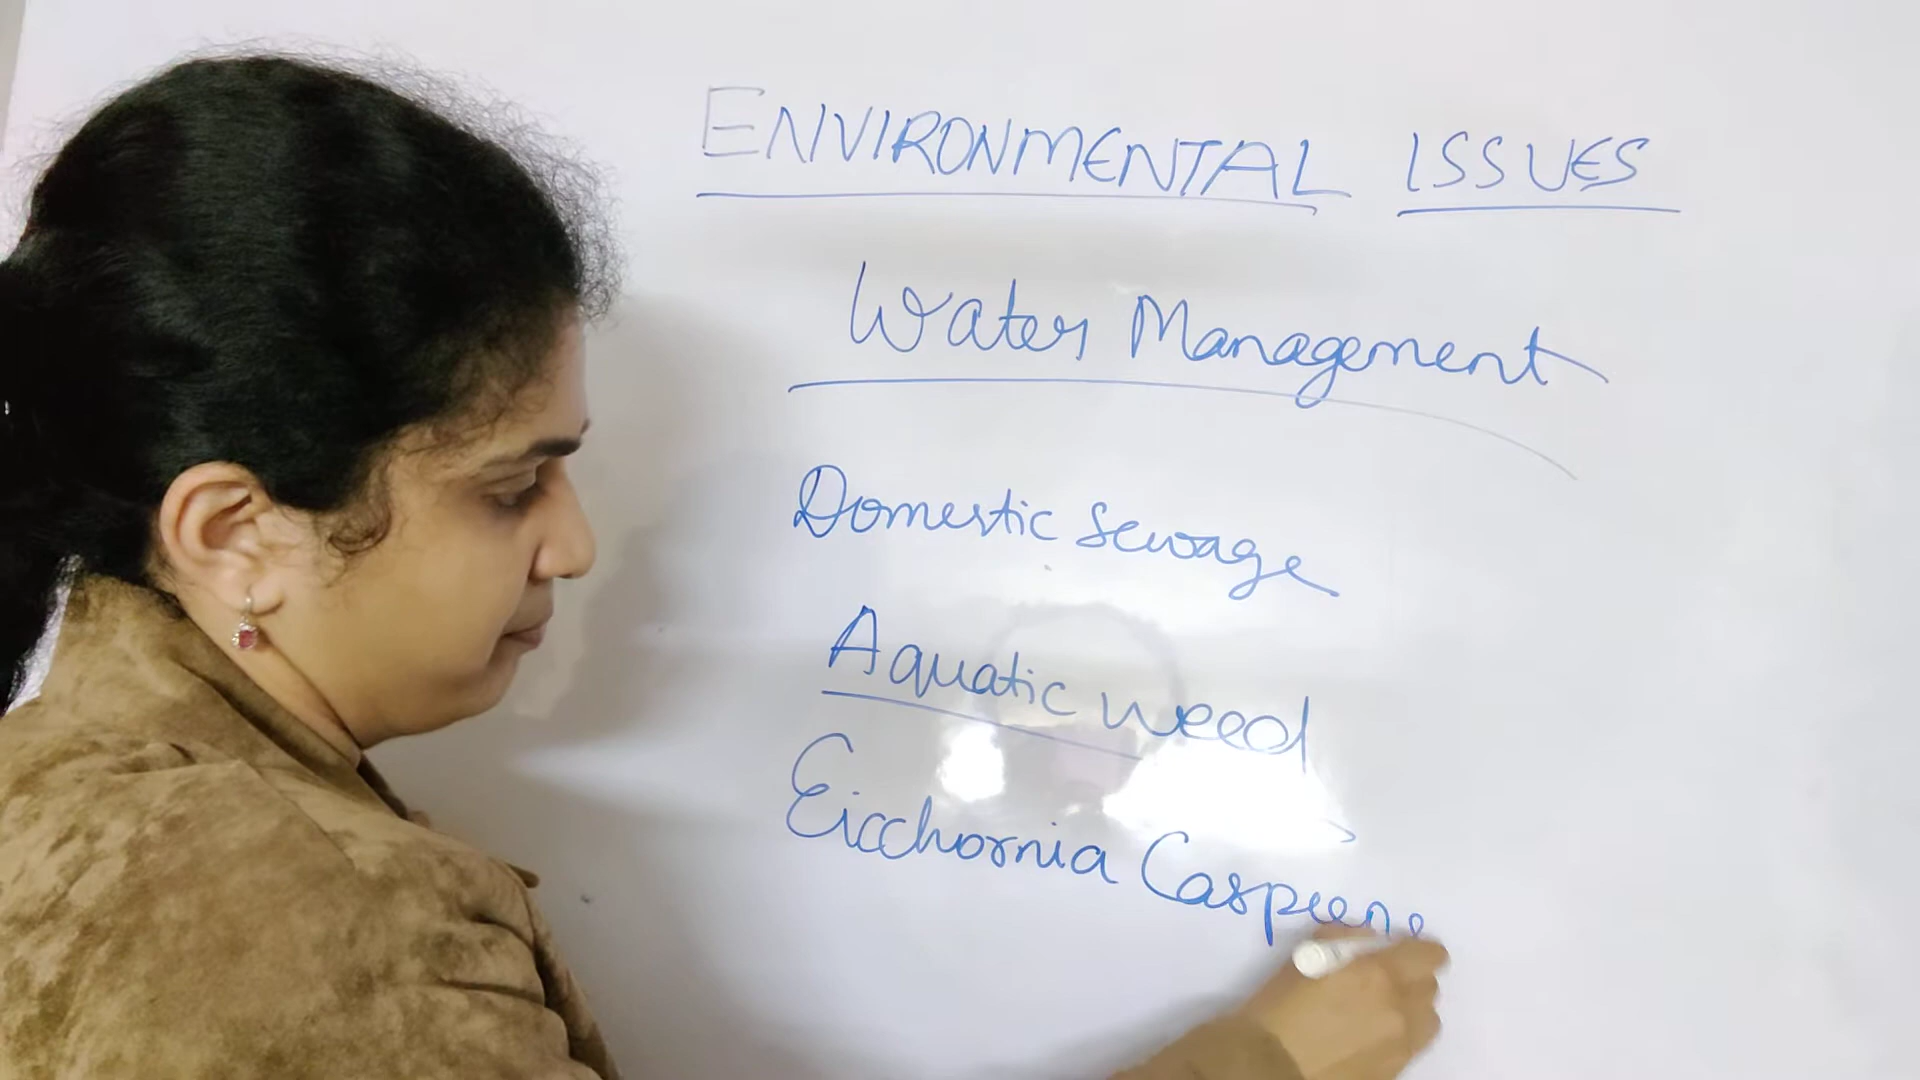 ENVIRONMENTAL ISSUES
Water Management
Domestic Sewage
Aquatic weed
Eicchornia